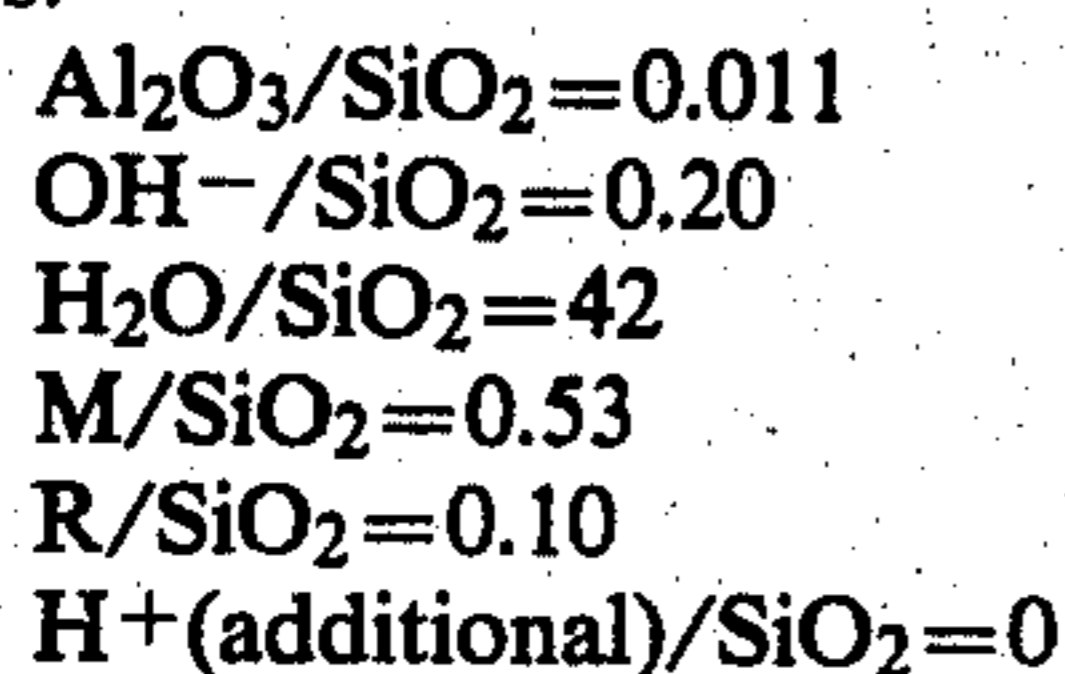 Al₂O₃/SiO₂=0.011
OH⁻/SiO₂=0.20
H₂O/SiO₂=42
M/SiO₂=0.53
R/SiO₂=0.10
H⁺(additional)/SiO₂=0